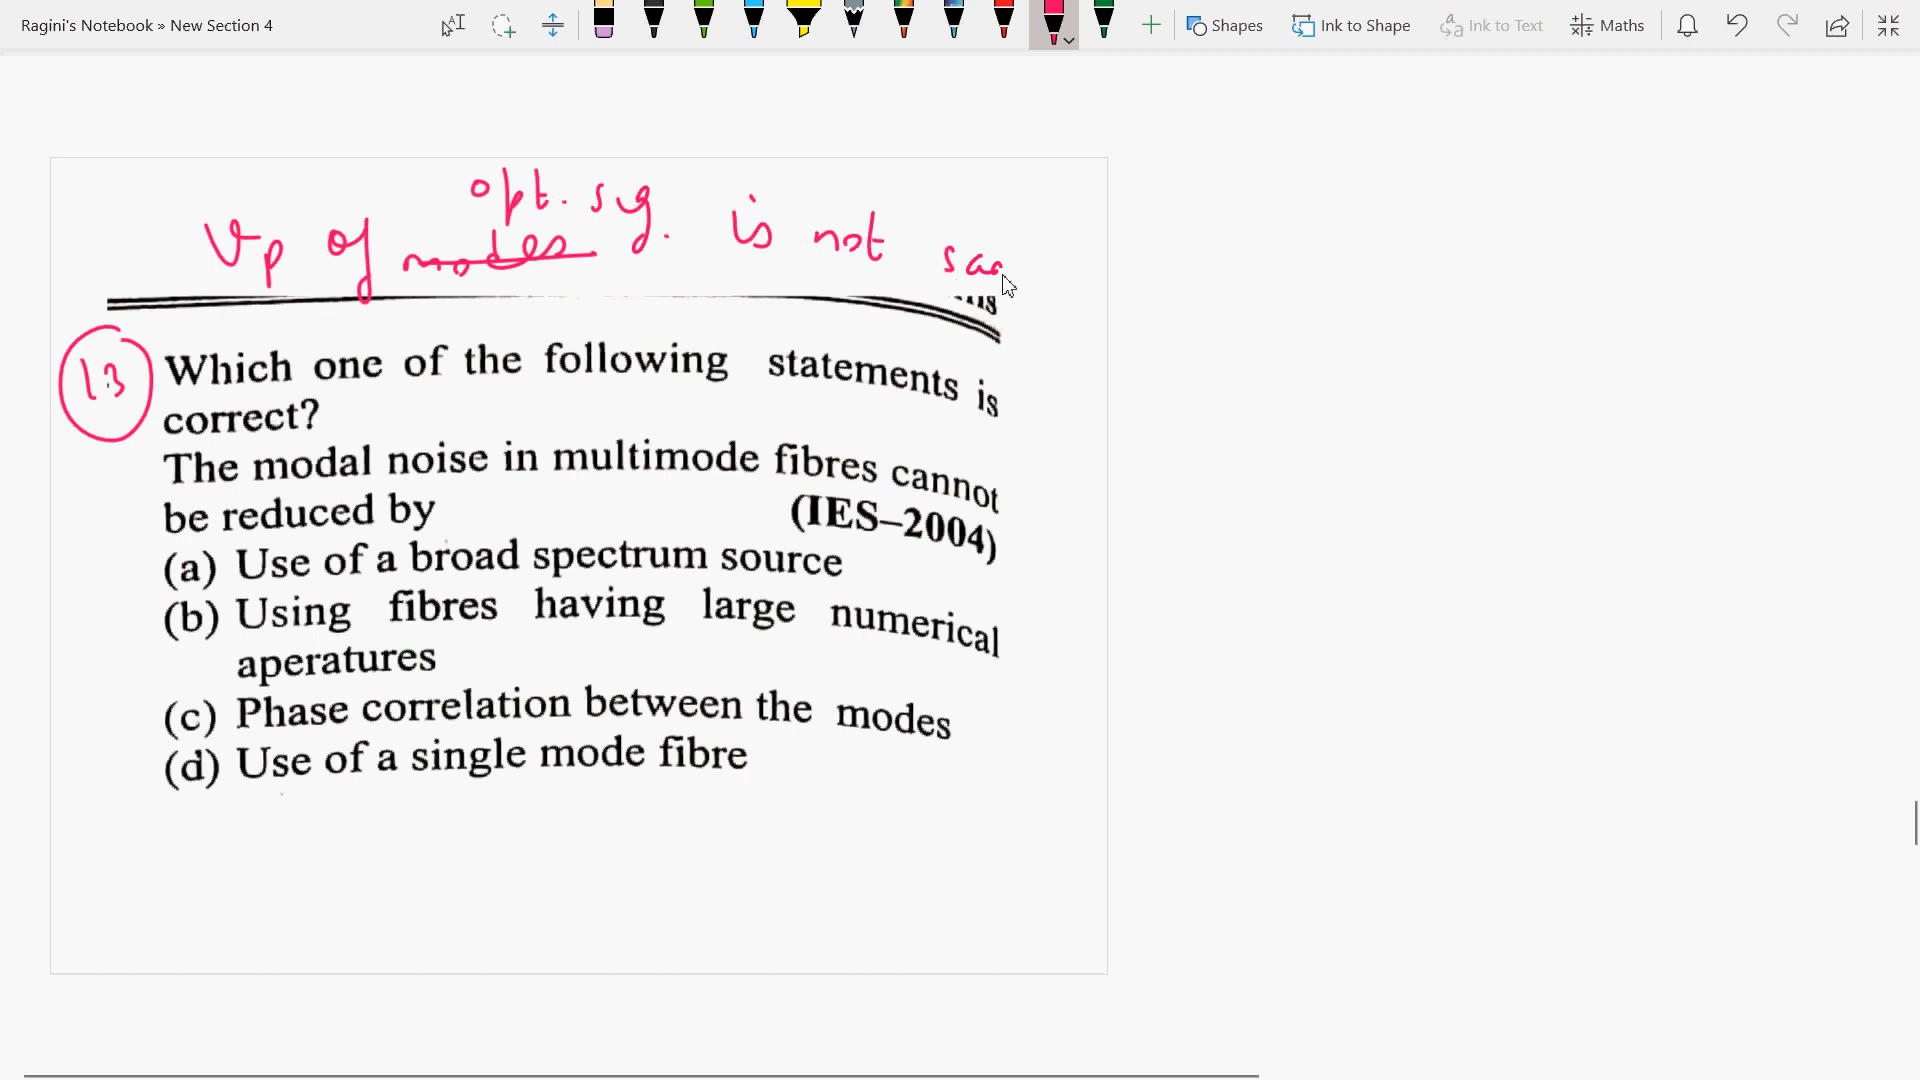 Ragini's Notebook » New Section 4
Shapes Ink to Shape Ink to Text Maths
opt. sig.
Vp of modes is not
13
Which one of the following statements is
correct?
The modal noise in multimode fibres cannot
be reduced by (IES–2004)
(a) Use of a broad spectrum source
(b) Using fibres having large numerical
aperatures
(c) Phase correlation between the modes
(d) Use of a single mode fibre